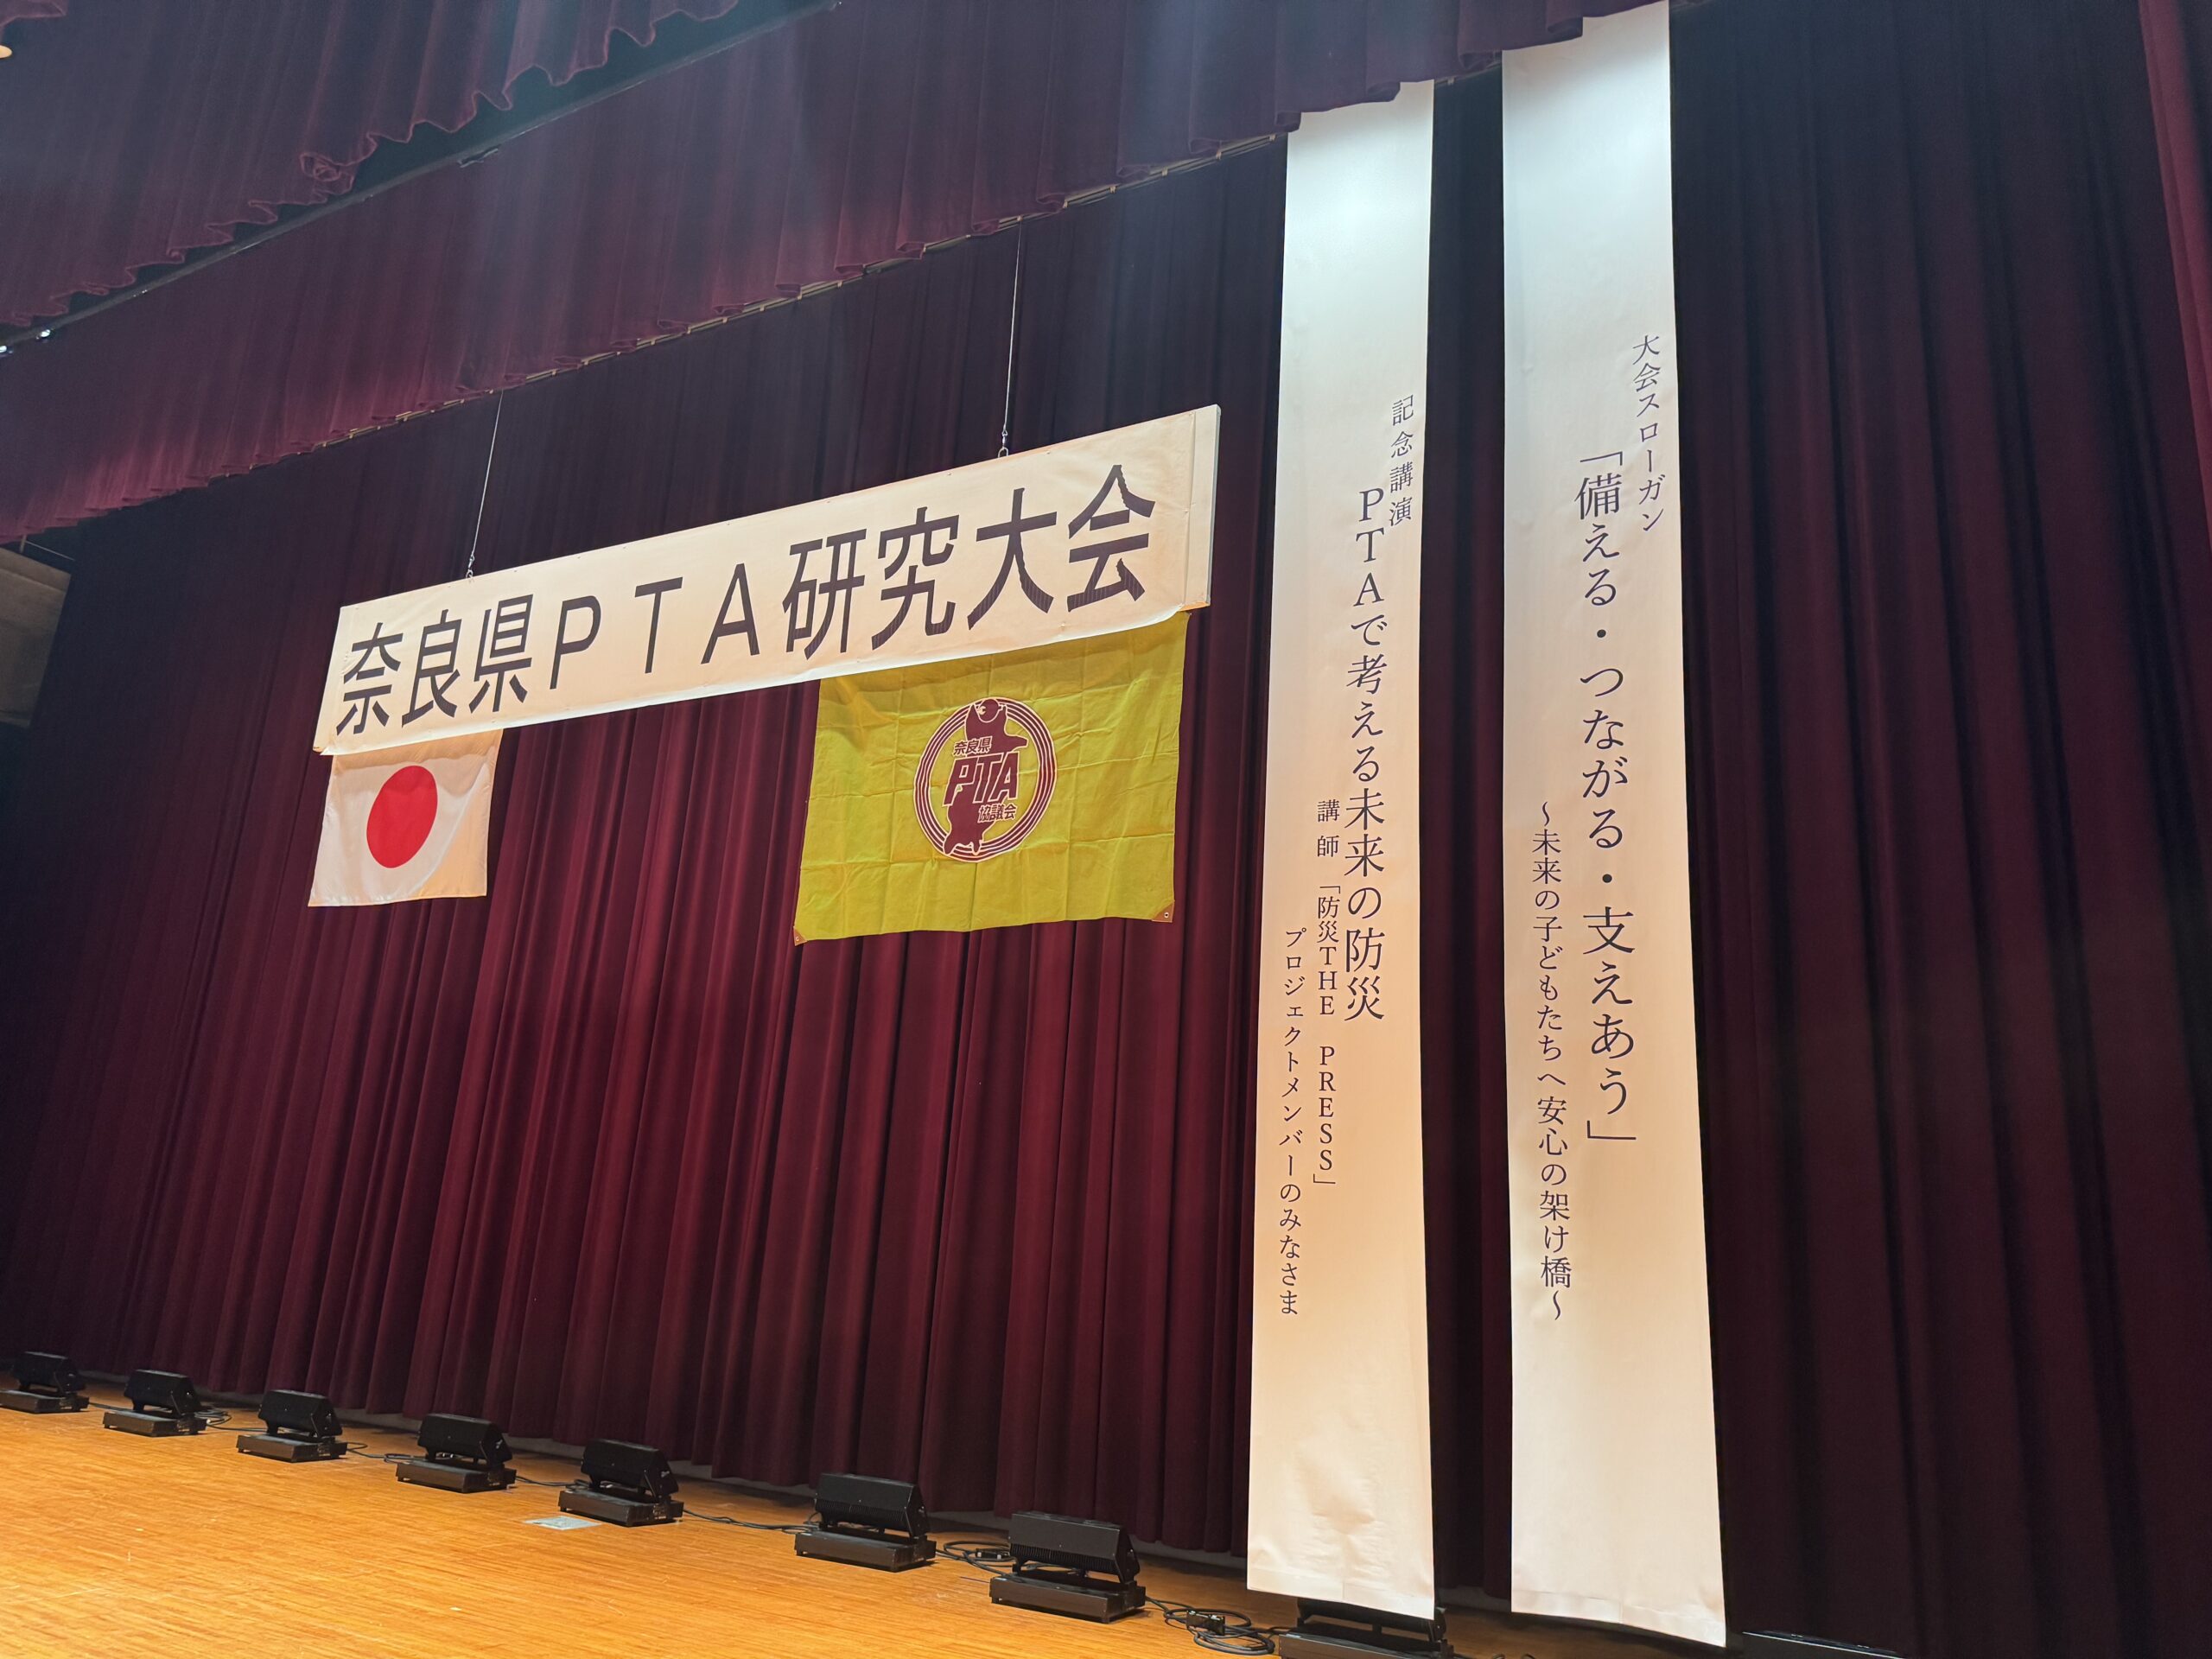 奈良県PTA研究大会
奈良県
PTA
協議会
大会スローガン
「備える・つながる・支えあう」
～未来の子どもたちへ安心の架け橋～
記念講演
PTAで考える未来の防災
講師 「防災THE PRESS」
プロジェクトメンバーのみなさま